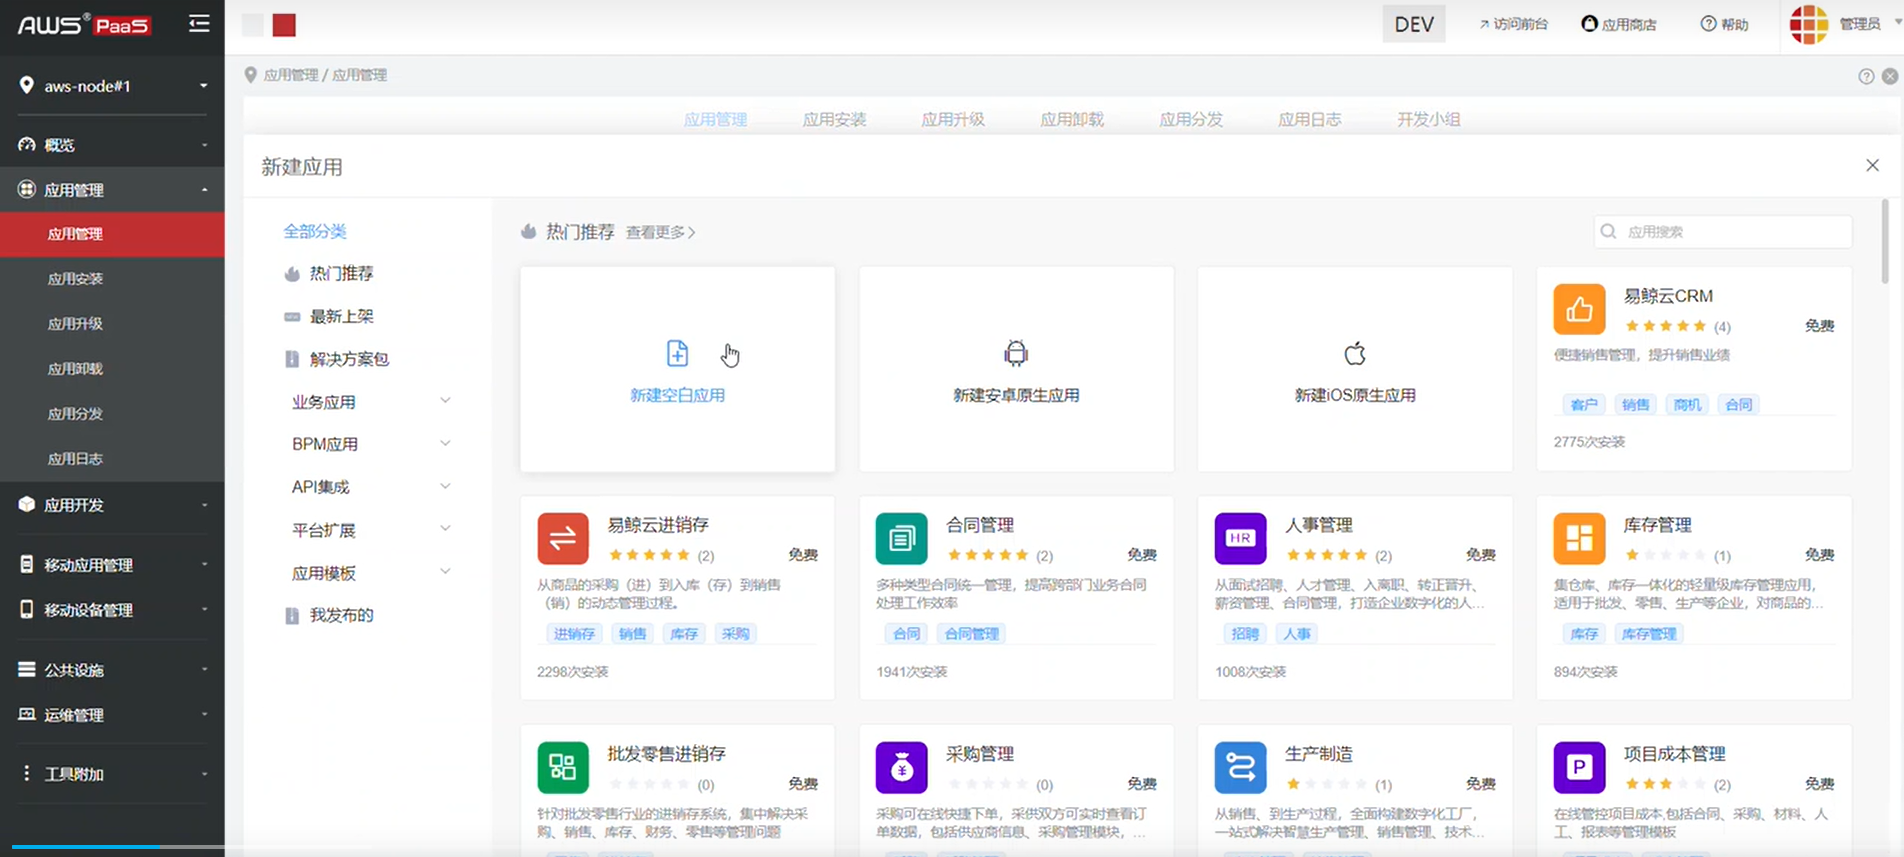 AWS® PaaS
DEV
访问前台
应用商店
帮助
管理员
aws-node#1
应用管理 / 应用管理
概览
应用管理
应用管理
应用安装
应用升级
应用卸载
应用分发
应用日志
应用开发
移动应用管理
移动设备管理
公共设施
运维管理
工具附加
应用管理
应用安装
应用升级
应用卸载
应用分发
应用日志
开发小组
新建应用
全部分类
热门推荐
最新上架
解决方案包
业务应用
BPM应用
API集成
平台扩展
应用模板
我发布的
热门推荐 查看更多
应用搜索
新建空白应用
新建安卓原生应用
新建iOS原生应用
易鲸云CRM
(4)
免费
便捷销售管理，提升销售业绩
客户 销售 商机 合同
2775次安装
易鲸云进销存
(2)
免费
从商品的采购（进）到入库（存）到销售
（销）的动态管理过程。
进销存 销售 库存 采购
2298次安装
合同管理
(2)
免费
多种类型合同统一管理，提高跨部门业务合同
处理工作效率
合同 合同管理
1941次安装
HR
人事管理
(2)
免费
从面试招聘、人才管理、入离职、转正晋升、
薪资管理、合同管理，打造企业数字化的人...
招聘 人事
1008次安装
库存管理
(1)
免费
集仓库、库存一体化的轻量级库存管理应用，
适用于批发、零售、生产等企业，对商品的...
库存 库存管理
894次安装
批发零售进销存
(0)
免费
针对批发零售行业的进销存系统，集中解决采
购、销售、库存、财务、零售等管理问题
¥
采购管理
(0)
免费
采购可在线快捷下单，采供双方可实时查看订
单数据，包括供应商信息、采购管理模块，...
生产制造
(1)
免费
从销售、到生产过程，全面构建数字化工厂，
一站式解决智慧生产管理、销售管理、技术...
P
项目成本管理
(2)
免费
在线管控项目成本,包括合同、采购、材料、人
工、报表等管理模板